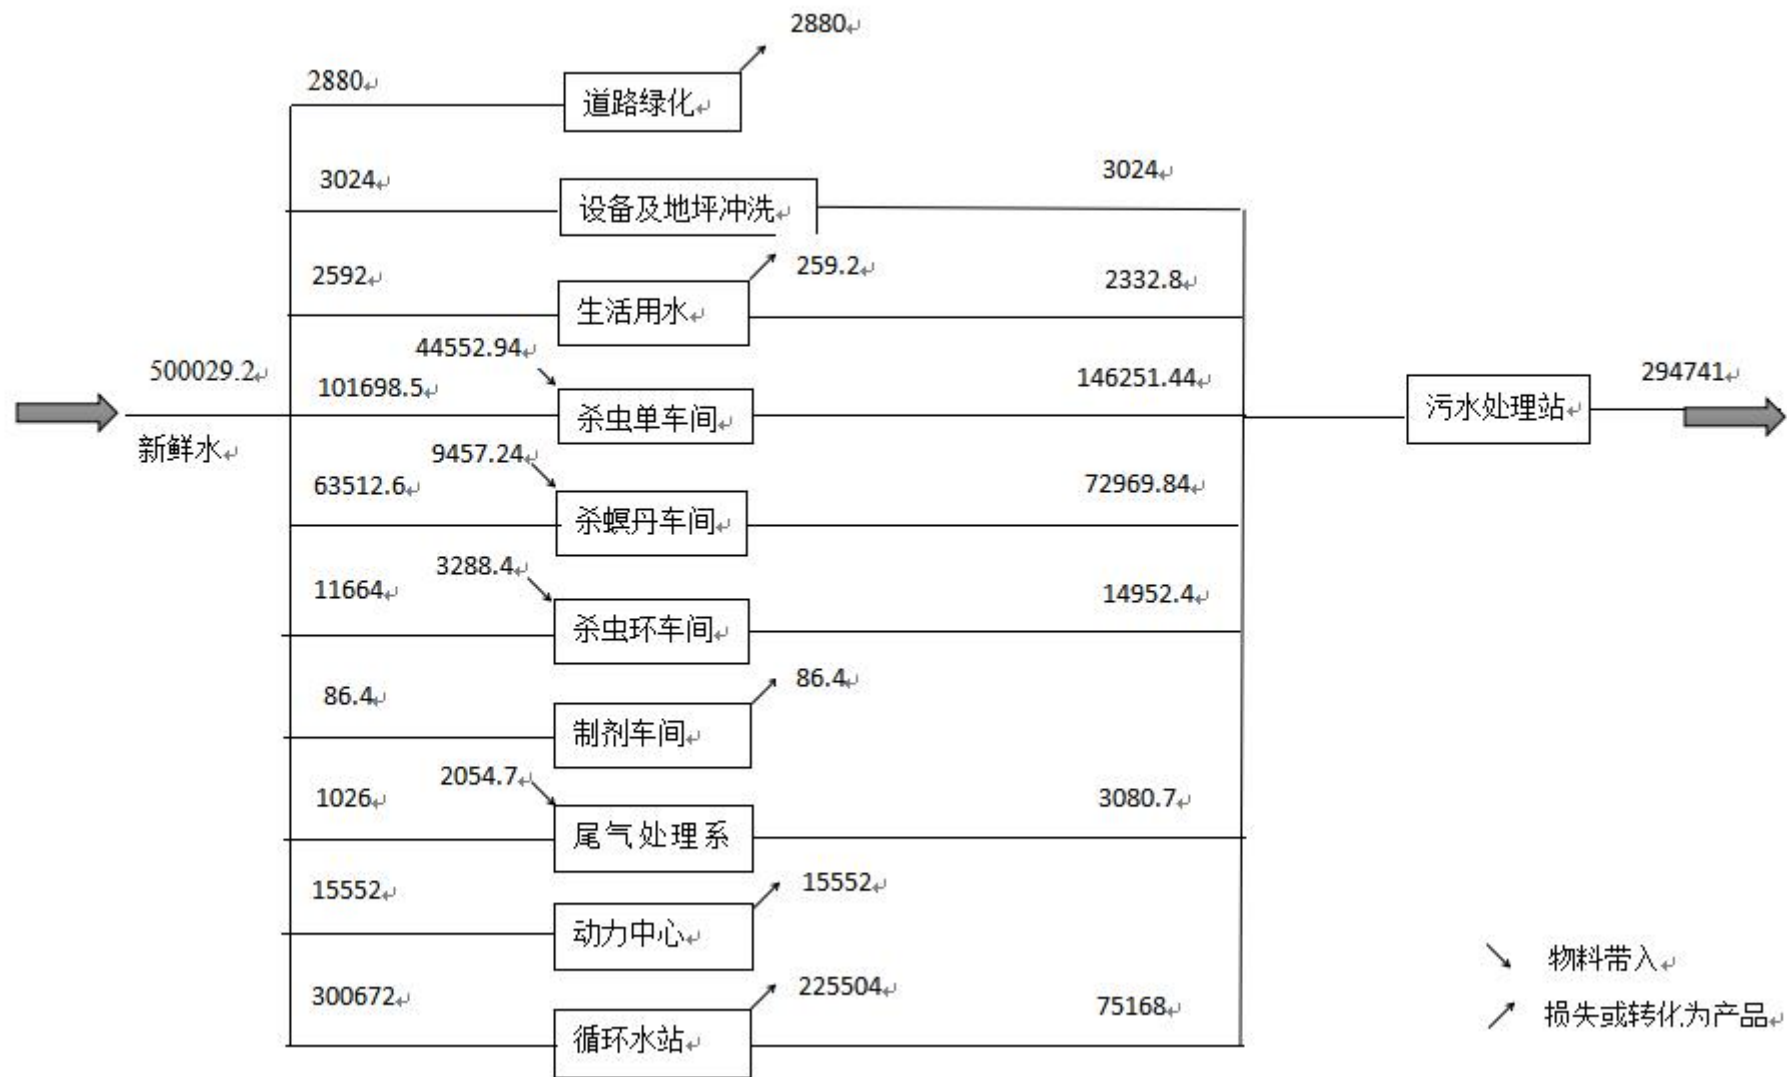 2880↵
2880↵
道路绿化↵
3024↵
3024↵
设备及地坪冲洗↵
2592↵
259.2↵
2332.8↵
生活用水↵
44552.94↵
500029.2↵
101698.5↵
146251.44↵
294741↵
杀虫单车间↵
污水处理站↵
新鲜水↵
9457.24↵
63512.6↵
72969.84↵
杀螟丹车间↵
3288.4↵
11664↵
14952.4↵
杀虫环车间↵
86.4↵
86.4↵
制剂车间↵
2054.7↵
1026↵
3080.7↵
尾气处理系
15552↵
15552↵
动力中心↵
物料带入↵
300672↵
225504↵
75168↵
损失或转化为产品↵
循环水站↵